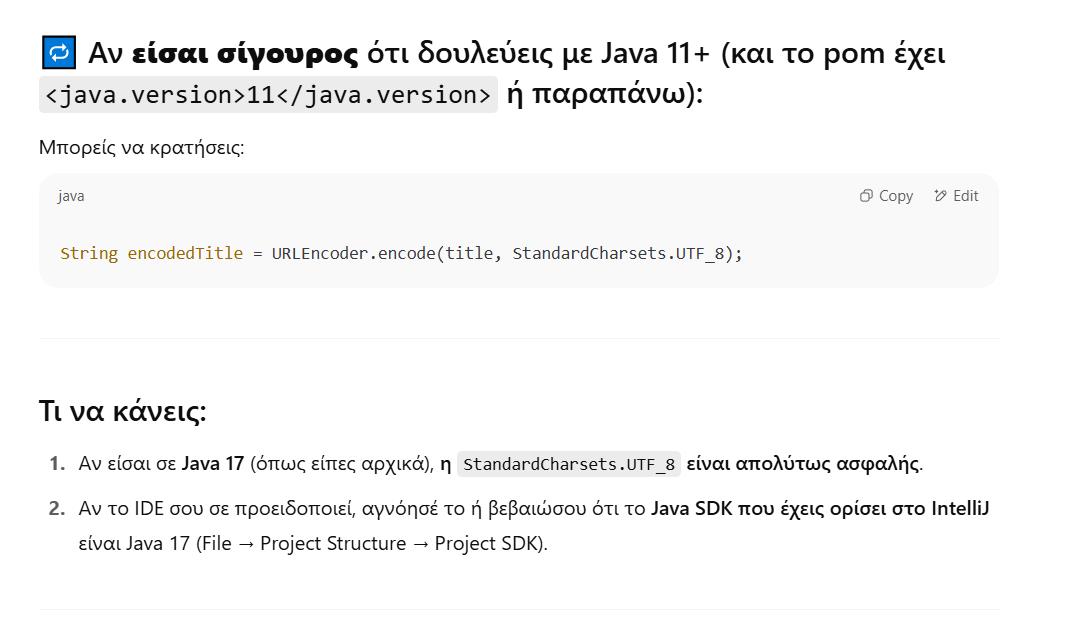 🔁 Αν είσαι σίγουρος ότι δουλεύεις με Java 11+ (και το pom έχει
<java.version>11</java.version> ή παραπάνω):
Μπορείς να κρατήσεις:
java
Copy Edit
String encodedTitle = URLEncoder.encode(title, StandardCharsets.UTF_8);
Τι να κάνεις:
1. Αν είσαι σε Java 17 (όπως είπες αρχικά), η StandardCharsets.UTF_8 είναι απολύτως ασφαλής.
2. Αν το IDE σου σε προειδοποιεί, αγνόησέ το ή βεβαιώσου ότι το Java SDK που έχεις ορίσει στο IntelliJ
είναι Java 17 (File → Project Structure → Project SDK).